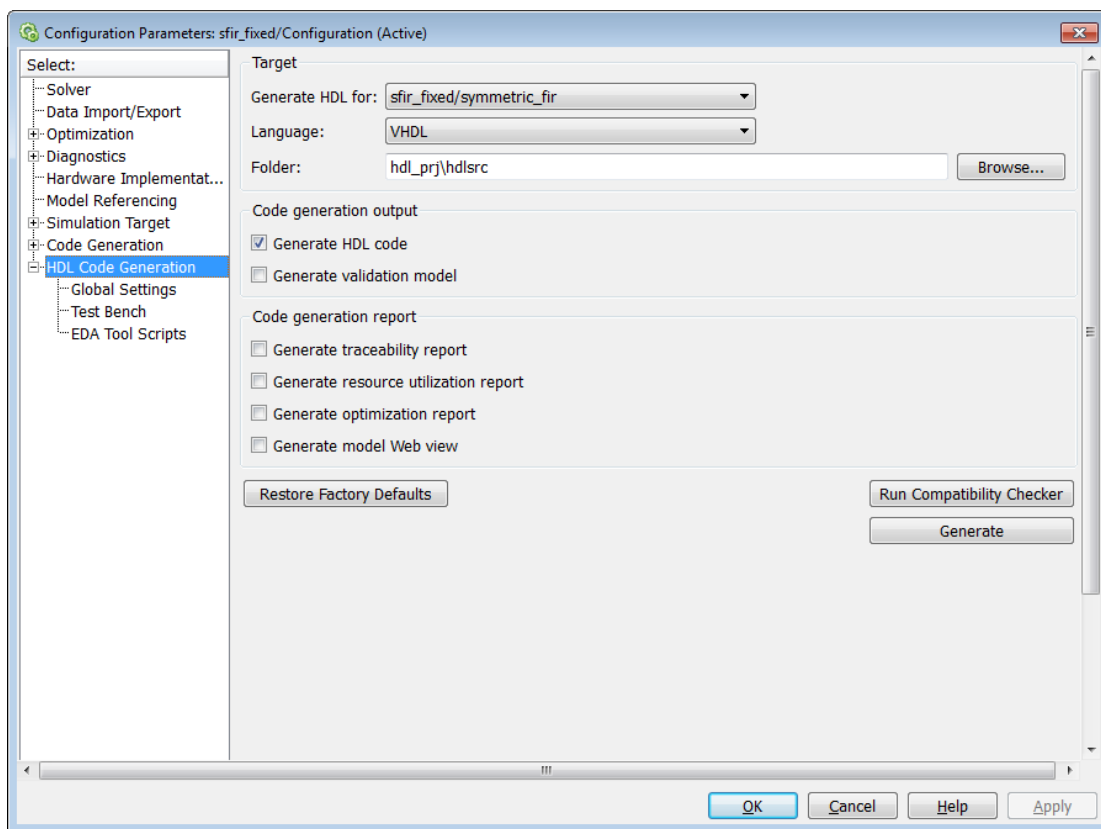 Configuration Parameters: sfir_fixed/Configuration (Active)
Select:
Solver
Data Import/Export
Optimization
Diagnostics
Hardware Implementat...
Model Referencing
Simulation Target
Code Generation
HDL Code Generation
Global Settings
Test Bench
EDA Tool Scripts
Target
Generate HDL for: sfir_fixed/symmetric_fir
Language: VHDL
Folder: hdl_prj\hdlsrc Browse...
Code generation output
Generate HDL code
Generate validation model
Code generation report
Generate traceability report
Generate resource utilization report
Generate optimization report
Generate model Web view
Restore Factory Defaults Run Compatibility Checker
Generate
OK Cancel Help Apply